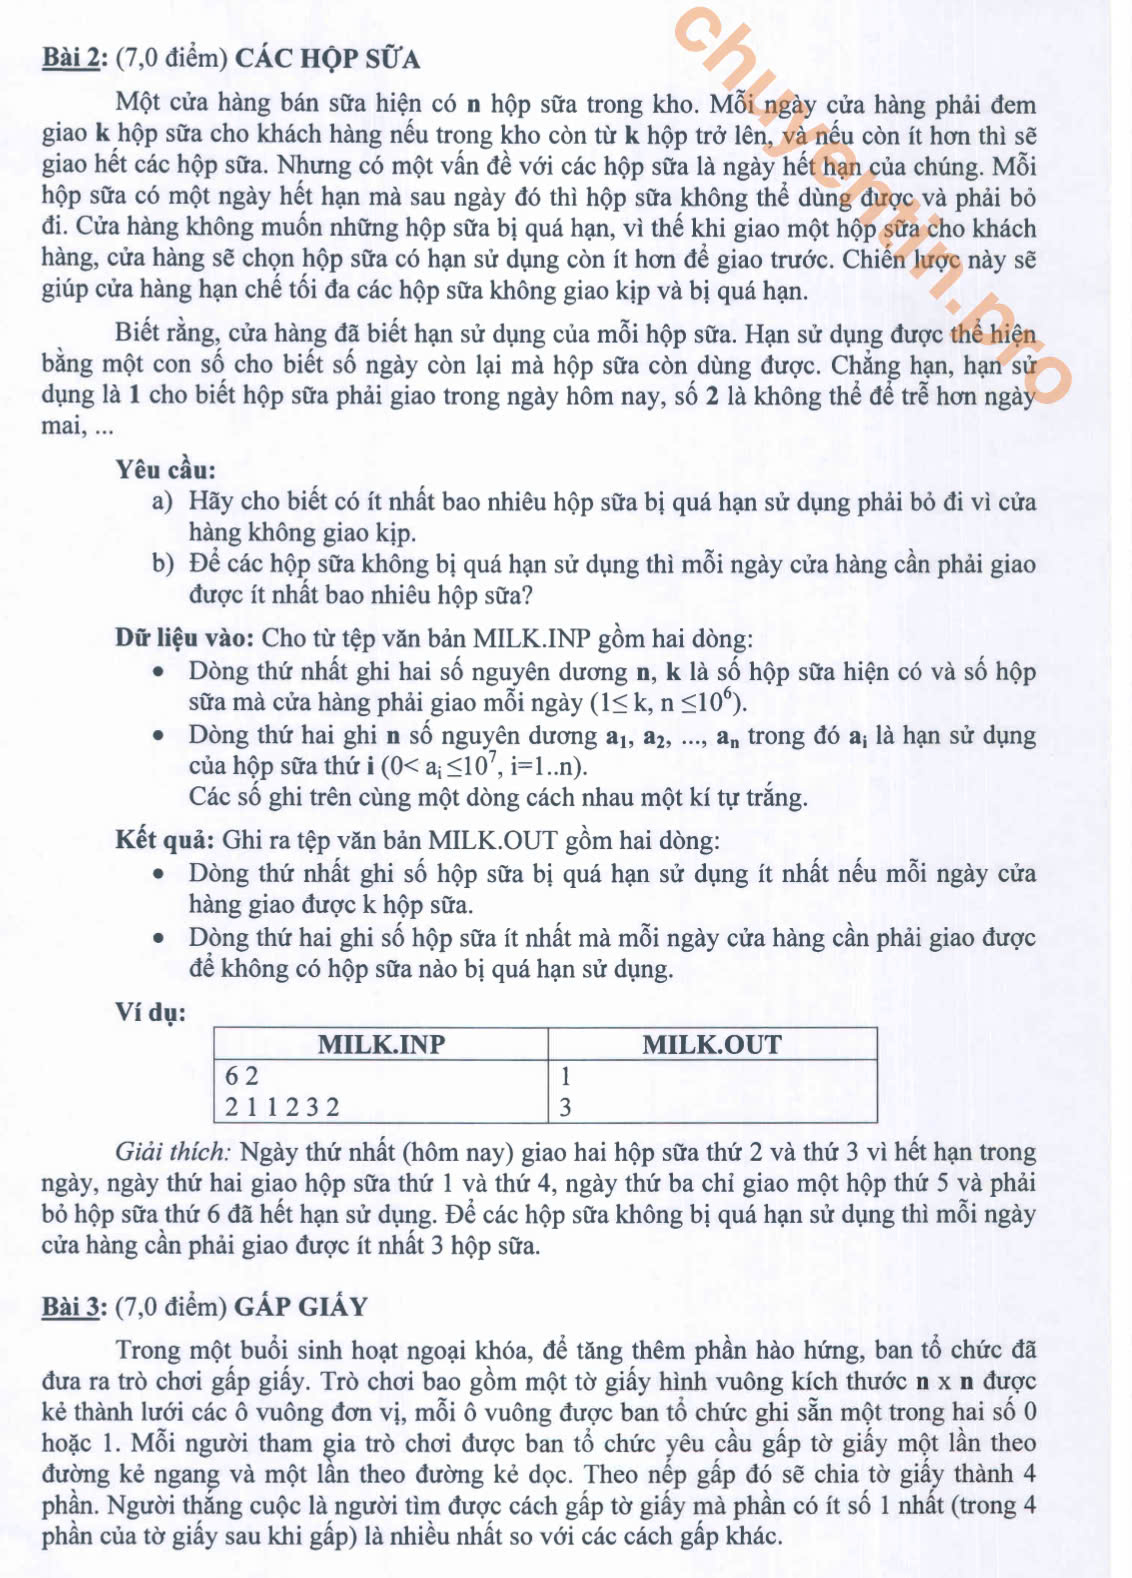 Bài 2: (7,0 điểm) CÁC HỘP SỮA
Một cửa hàng bán sữa hiện có n hộp sữa trong kho. Mỗi ngày cửa hàng phải đem
giao k hộp sữa cho khách hàng nếu trong kho còn từ k hộp trở lên, và nếu còn ít hơn thì sẽ
giao hết các hộp sữa. Nhưng có một vấn đề với các hộp sữa là ngày hết hạn của chúng. Mỗi
hộp sữa có một ngày hết hạn mà sau ngày đó thì hộp sữa không thể dùng được và phải bỏ
đi. Cửa hàng không muốn những hộp sữa bị quá hạn, vì thế khi giao một hộp sữa cho khách
hàng, cửa hàng sẽ chọn hộp sữa có hạn sử dụng còn ít hơn để giao trước. Chiến lược này sẽ
giúp cửa hàng hạn chế tối đa các hộp sữa không giao kịp và bị quá hạn.
Biết rằng, cửa hàng đã biết hạn sử dụng của mỗi hộp sữa. Hạn sử dụng được thể hiện
bằng một con số cho biết số ngày còn lại mà hộp sữa còn dùng được. Chẳng hạn, hạn sử
dụng là 1 cho biết hộp sữa phải giao trong ngày hôm nay, số 2 là không thể để trễ hơn ngày
mai, ...
chuyentin.pro
Yêu cầu:
a) Hãy cho biết có ít nhất bao nhiêu hộp sữa bị quá hạn sử dụng phải bỏ đi vì cửa
hàng không giao kịp.
b) Để các hộp sữa không bị quá hạn sử dụng thì mỗi ngày cửa hàng cần phải giao
được ít nhất bao nhiêu hộp sữa?
Dữ liệu vào: Cho từ tệp văn bản MILK.INP gồm hai dòng:
• Dòng thứ nhất ghi hai số nguyên dương n, k là số hộp sữa hiện có và số hộp
sữa mà cửa hàng phải giao mỗi ngày (1≤ k, n ≤10⁶).
• Dòng thứ hai ghi n số nguyên dương a₁, a₂, ..., aₙ trong đó aᵢ là hạn sử dụng
của hộp sữa thứ i (0< aᵢ ≤10⁷, i=1..n).
Các số ghi trên cùng một dòng cách nhau một kí tự trắng.
Kết quả: Ghi ra tệp văn bản MILK.OUT gồm hai dòng:
• Dòng thứ nhất ghi số hộp sữa bị quá hạn sử dụng ít nhất nếu mỗi ngày cửa
hàng giao được k hộp sữa.
• Dòng thứ hai ghi số hộp sữa ít nhất mà mỗi ngày cửa hàng cần phải giao được
để không có hộp sữa nào bị quá hạn sử dụng.
Ví dụ:
MILK.INP MILK.OUT
6 2 1
2 1 1 2 3 2 3
Giải thích: Ngày thứ nhất (hôm nay) giao hai hộp sữa thứ 2 và thứ 3 vì hết hạn trong
ngày, ngày thứ hai giao hộp sữa thứ 1 và thứ 4, ngày thứ ba chỉ giao một hộp thứ 5 và phải
bỏ hộp sữa thứ 6 đã hết hạn sử dụng. Để các hộp sữa không bị quá hạn sử dụng thì mỗi ngày
cửa hàng cần phải giao được ít nhất 3 hộp sữa.
Bài 3: (7,0 điểm) GẤP GIẤY
Trong một buổi sinh hoạt ngoại khóa, để tăng thêm phần hào hứng, ban tổ chức đã
đưa ra trò chơi gấp giấy. Trò chơi bao gồm một tờ giấy hình vuông kích thước n x n được
kẻ thành lưới các ô vuông đơn vị, mỗi ô vuông được ban tổ chức ghi sẵn một trong hai số 0
hoặc 1. Mỗi người tham gia trò chơi được ban tổ chức yêu cầu gấp tờ giấy một lần theo
đường kẻ ngang và một lần theo đường kẻ dọc. Theo nếp gấp đó sẽ chia tờ giấy thành 4
phần. Người thắng cuộc là người tìm được cách gấp tờ giấy mà phần có ít số 1 nhất (trong 4
phần của tờ giấy sau khi gấp) là nhiều nhất so với các cách gấp khác.